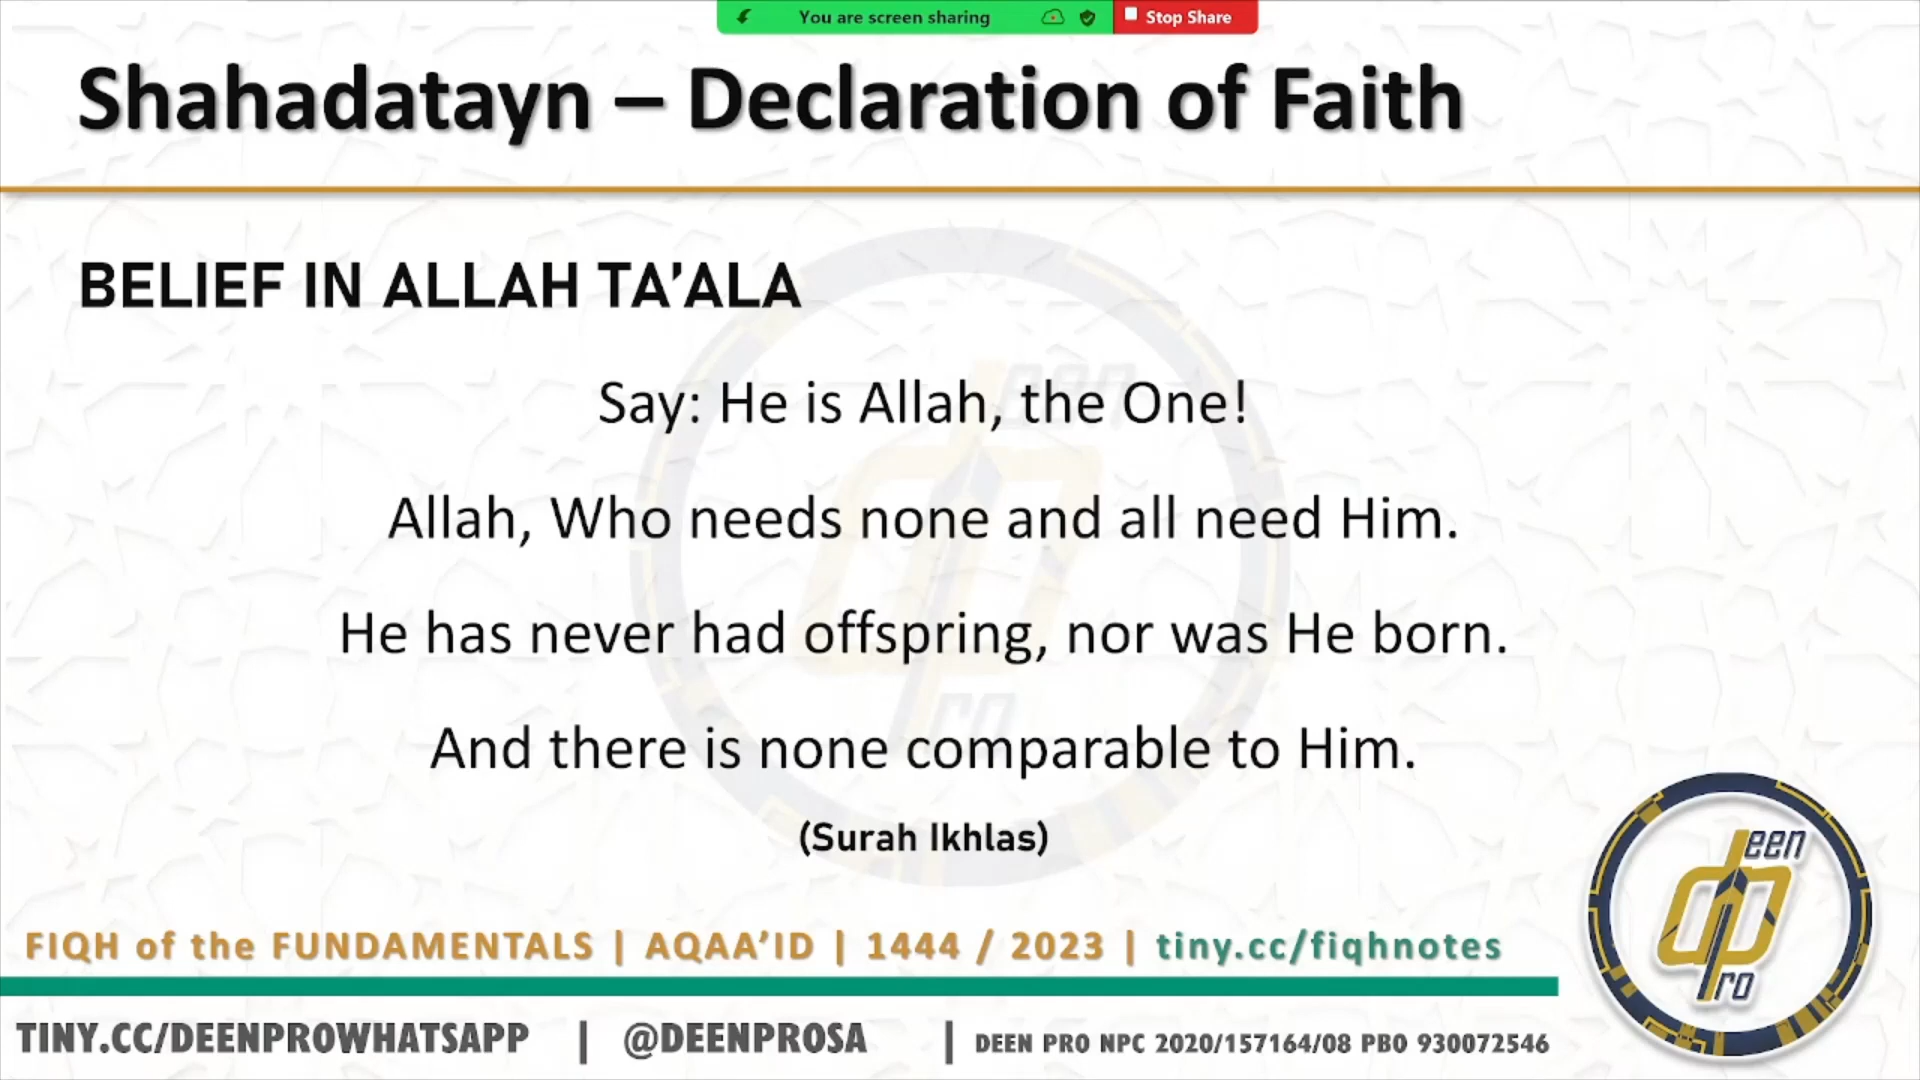 You are screen sharing Stop Share
Shahadatayn – Declaration of Faith
BELIEF IN ALLAH TA’ALA
Say: He is Allah, the One!
Allah, Who needs none and all need Him.
He has never had offspring, nor was He born.
And there is none comparable to Him.
(Surah Ikhlas)
FIQH of the FUNDAMENTALS | AQAA’ID | 1444 / 2023 | tiny.cc/fiqhnotes
TINY.CC/DEENPROWHATSAPP | @DEENPROSA | DEEN PRO NPC 2020/157164/08 PBO 930072546
deen
pro